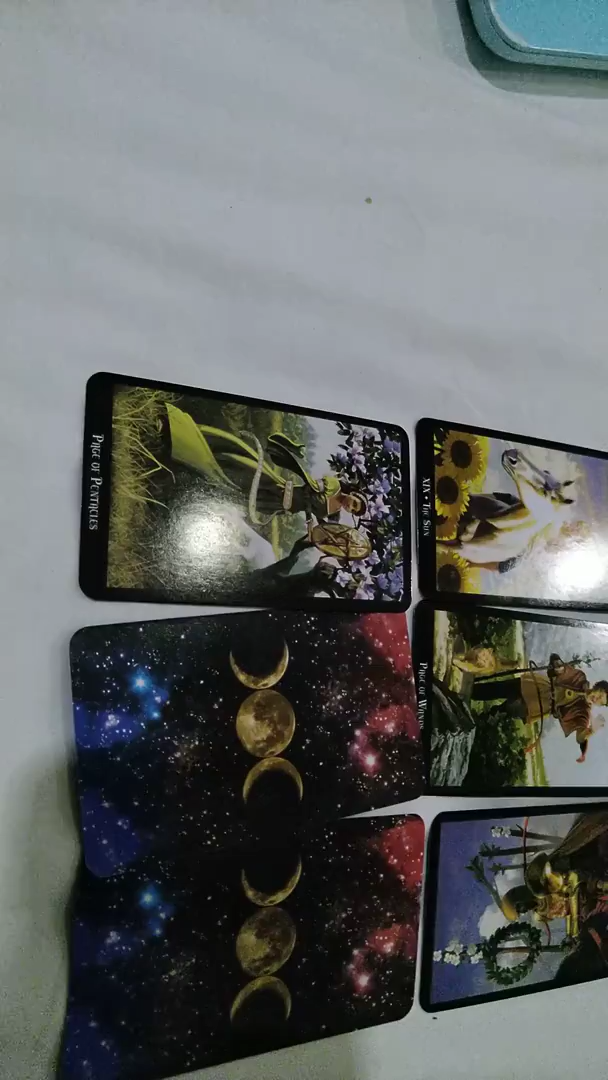 PAGE OF PENTACLES
XIX • THE SUN
PAGE OF WANDS